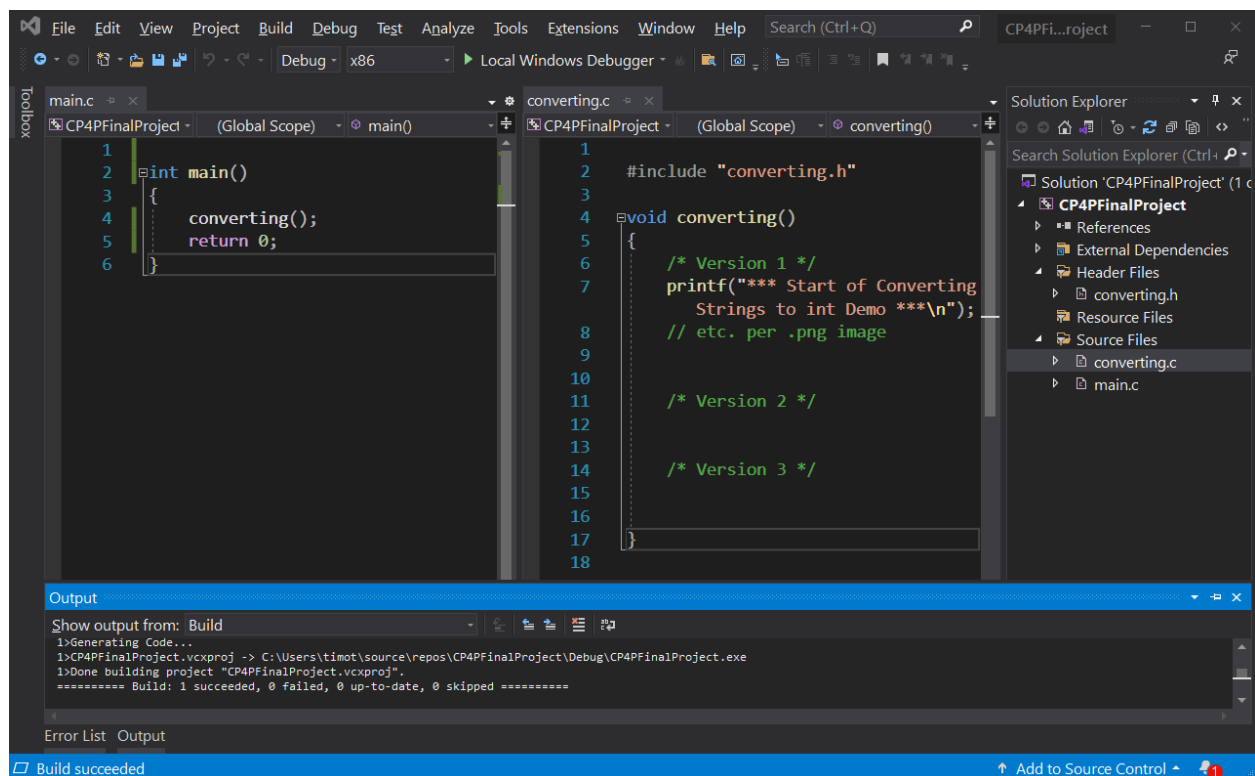 File Edit View Project Build Debug Test Analyze Tools Extensions Window Help Search (Ctrl+Q) CP4PFi...roject
Debug x86 Local Windows Debugger
Toolbox
main.c
CP4PFinalProject (Global Scope) main()
1
2 int main()
3 {
4 converting();
5 return 0;
6 }
converting.c
CP4PFinalProject (Global Scope) converting()
1
2 #include "converting.h"
3
4 void converting()
5 {
6 /* Version 1 */
7 printf("*** Start of Converting
Strings to int Demo ***\n");
8 // etc. per .png image
9
10
11 /* Version 2 */
12
13
14 /* Version 3 */
15
16
17 }
18
Solution Explorer
Search Solution Explorer (Ctrl+
Solution 'CP4PFinalProject' (1
CP4PFinalProject
References
External Dependencies
Header Files
converting.h
Resource Files
Source Files
converting.c
main.c
Output
Show output from: Build
1>Generating Code...
1>CP4PFinalProject.vcxproj -> C:\Users\timot\source\repos\CP4PFinalProject\Debug\CP4PFinalProject.exe
1>Done building project "CP4PFinalProject.vcxproj".
========== Build: 1 succeeded, 0 failed, 0 up-to-date, 0 skipped ==========
Error List Output
Build succeeded Add to Source Control 1